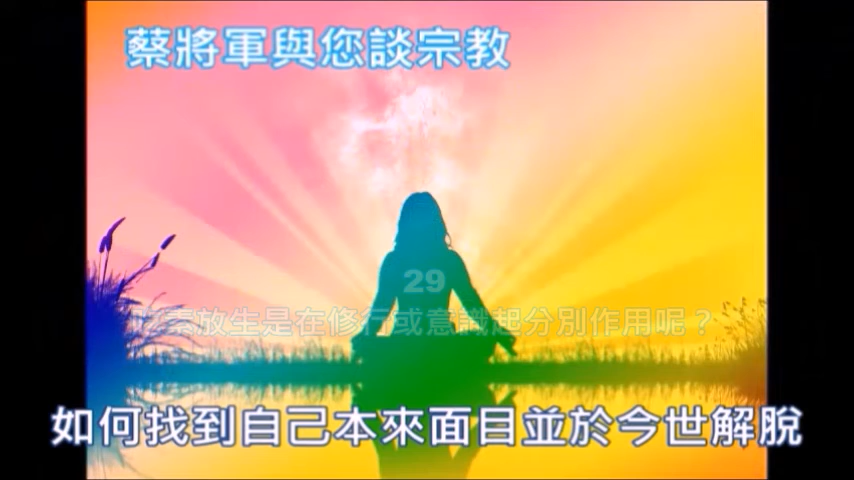 蔡將軍與您談宗教
29
吃素放生是在修行或意識起分別作用呢？
如何找到自己本來面目並於今世解脫